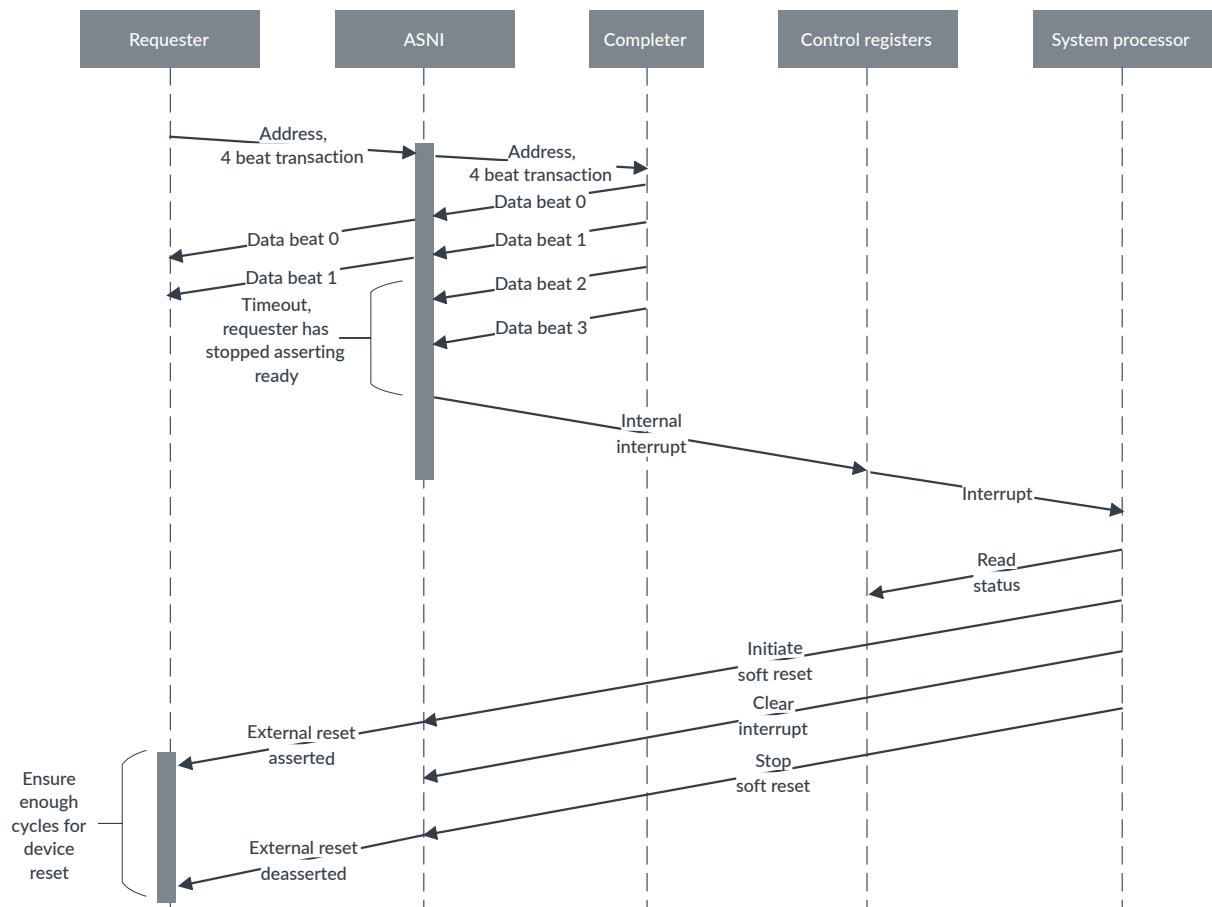 Requester
ASNI
Completer
Control registers
System processor
Address,
4 beat transaction
Address,
4 beat transaction
Data beat 0
Data beat 0
Data beat 1
Data beat 1
Data beat 2
Timeout,
requester has
stopped asserting
ready
Data beat 3
Internal
interrupt
Interrupt
Read
status
Initiate
soft reset
Clear
interrupt
External reset
asserted
Stop
soft reset
Ensure
enough
cycles for
device
reset
External reset
deasserted